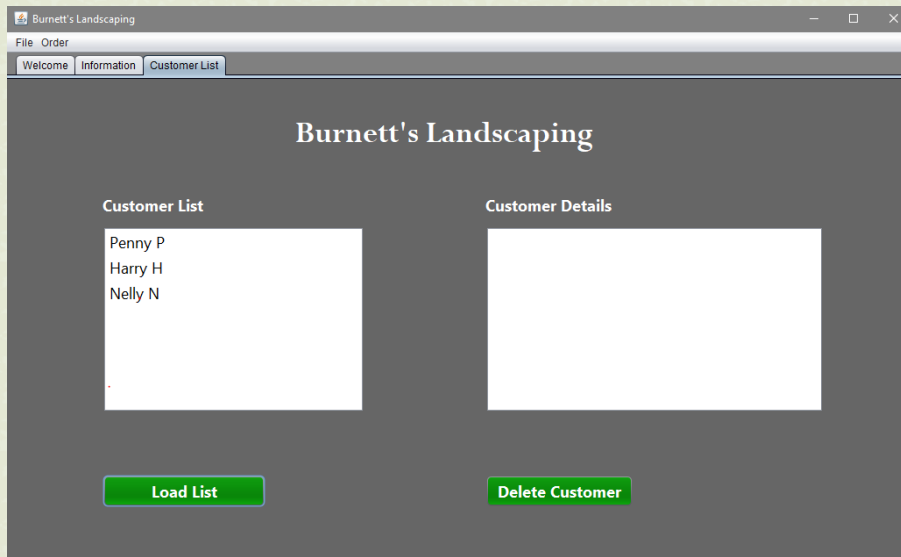 Burnett's Landscaping
File Order
Welcome Information Customer List
Burnett's Landscaping
Customer List
Customer Details
Penny P
Harry H
Nelly N
Load List
Delete Customer